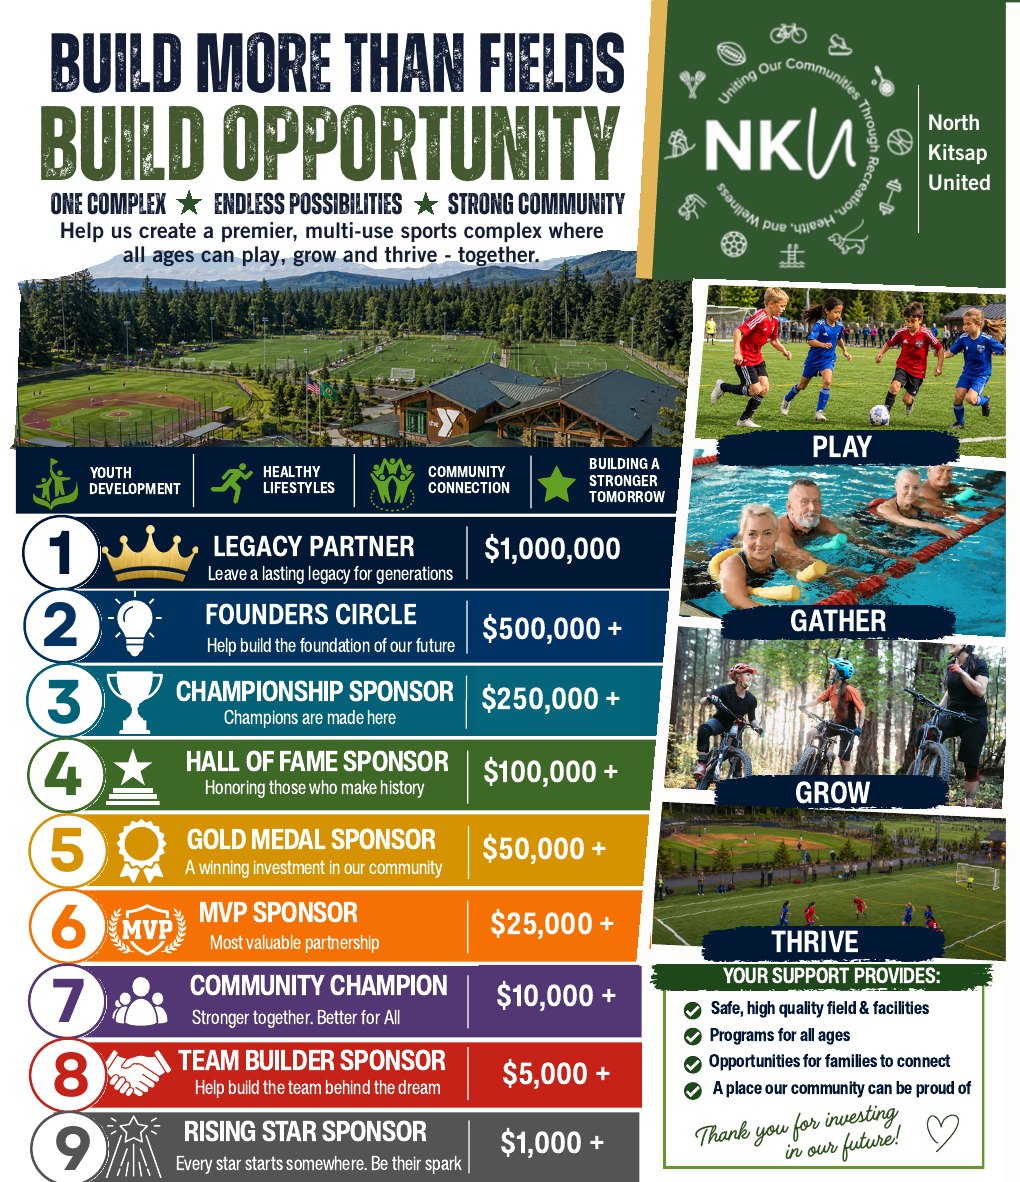 BUILD MORE THAN FIELDS
BUILD OPPORTUNITY
ONE COMPLEX ★ ENDLESS POSSIBILITIES ★ STRONG COMMUNITY
Help us create a premier, multi-use sports complex where
all ages can play, grow and thrive - together.
Uniting Our Communities Through Recreation, Health, and Wellness
NKU
North
Kitsap
United
the Y
YOUTH
DEVELOPMENT
HEALTHY
LIFESTYLES
COMMUNITY
CONNECTION
BUILDING A
STRONGER
TOMORROW
1 LEGACY PARTNER $1,000,000
Leave a lasting legacy for generations
2 FOUNDERS CIRCLE $500,000 +
Help build the foundation of our future
3 CHAMPIONSHIP SPONSOR $250,000 +
Champions are made here
4 HALL OF FAME SPONSOR $100,000 +
Honoring those who make history
5 GOLD MEDAL SPONSOR $50,000 +
A winning investment in our community
6 MVP MVP SPONSOR $25,000 +
Most valuable partnership
7 COMMUNITY CHAMPION $10,000 +
Stronger together. Better for All
8 TEAM BUILDER SPONSOR $5,000 +
Help build the team behind the dream
9 RISING STAR SPONSOR $1,000 +
Every star starts somewhere. Be their spark
PLAY
GATHER
GROW
THRIVE
YOUR SUPPORT PROVIDES:
Safe, high quality field & facilities
Programs for all ages
Opportunities for families to connect
A place our community can be proud of
Thank you for investing
in our future!